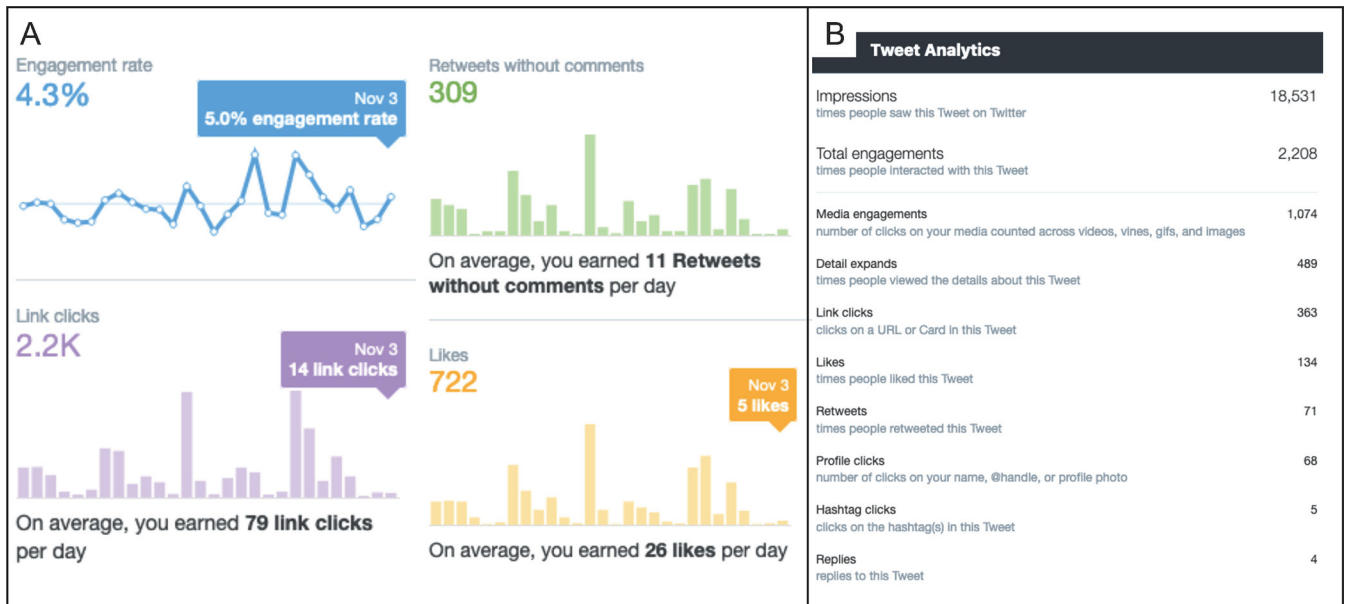 A
Engagement rate
4.3%
Nov 3
5.0% engagement rate
Link clicks
2.2K
Nov 3
14 link clicks
On average, you earned 79 link clicks
per day
Retweets without comments
309
On average, you earned 11 Retweets
without comments per day
Likes
722
Nov 3
5 likes
On average, you earned 26 likes per day
B
Tweet Analytics
Impressions 18,531
times people saw this Tweet on Twitter
Total engagements 2,208
times people interacted with this Tweet
Media engagements 1,074
number of clicks on your media counted across videos, vines, gifs, and images
Detail expands 489
times people viewed the details about this Tweet
Link clicks 363
clicks on a URL or Card in this Tweet
Likes 134
times people liked this Tweet
Retweets 71
times people retweeted this Tweet
Profile clicks 68
number of clicks on your name, @handle, or profile photo
Hashtag clicks 5
clicks on the hashtag(s) in this Tweet
Replies 4
replies to this Tweet